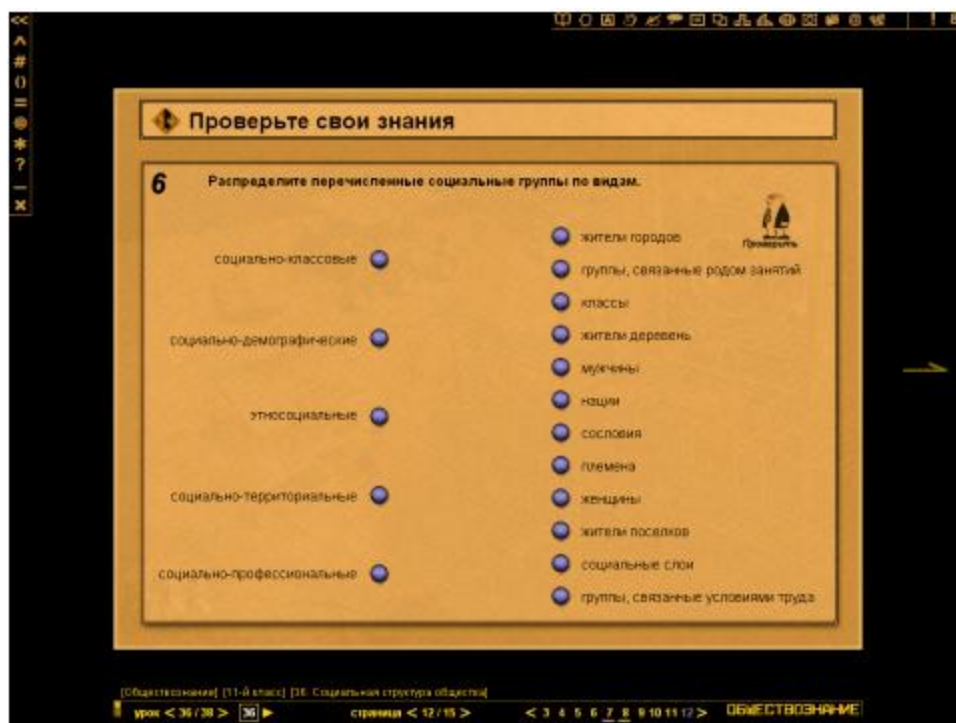 <<
^
#
()
=
*
?
_
×
!
Проверьте свои знания
6
Распределите перечисленные социальные группы по видам.
Проверить
социально-классовые
социально-демографические
этносоциальные
социально-территориальные
социально-профессиональные
жители городов
группы, связанные родом занятий
классы
жители деревень
мужчины
нации
сословия
племена
женщины
жители поселков
социальные слои
группы, связанные условиями труда
[Обществознание] [11-й класс] [36. Социальная структура общества]
урок < 36 / 38 > 36 страница < 12 / 15 > < 3 4 5 6 7 8 9 10 11 12 > ОБЩЕСТВОЗНАНИЕ